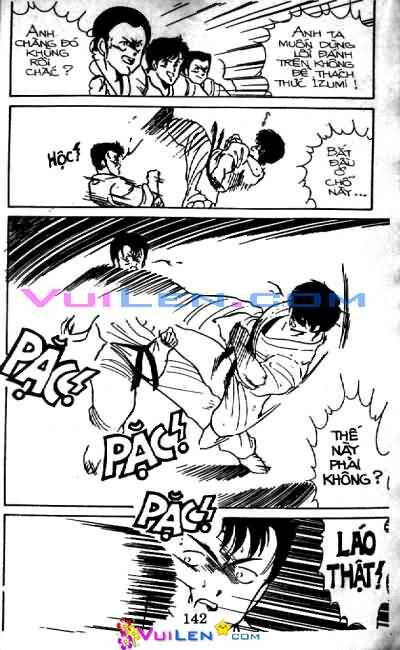 ANH
CHÀNG ĐÓ
KHÙNG
RỒI
CHẮC?
ANH TA
MUỐN DÙNG
LỐI ĐÁNH
TRÊN KHÔNG
ĐỂ THÁCH
THỨC IZUMI!
HỘC!
BẮT
ĐẦU
Ở
CHỖ
NÀY...
VUILEN.COM
PẶC!
PẶC!
THẾ
NÀY
PHẢI
KHÔNG?
PẶC!
LÁO
THẬT!
142
VUILEN.COM